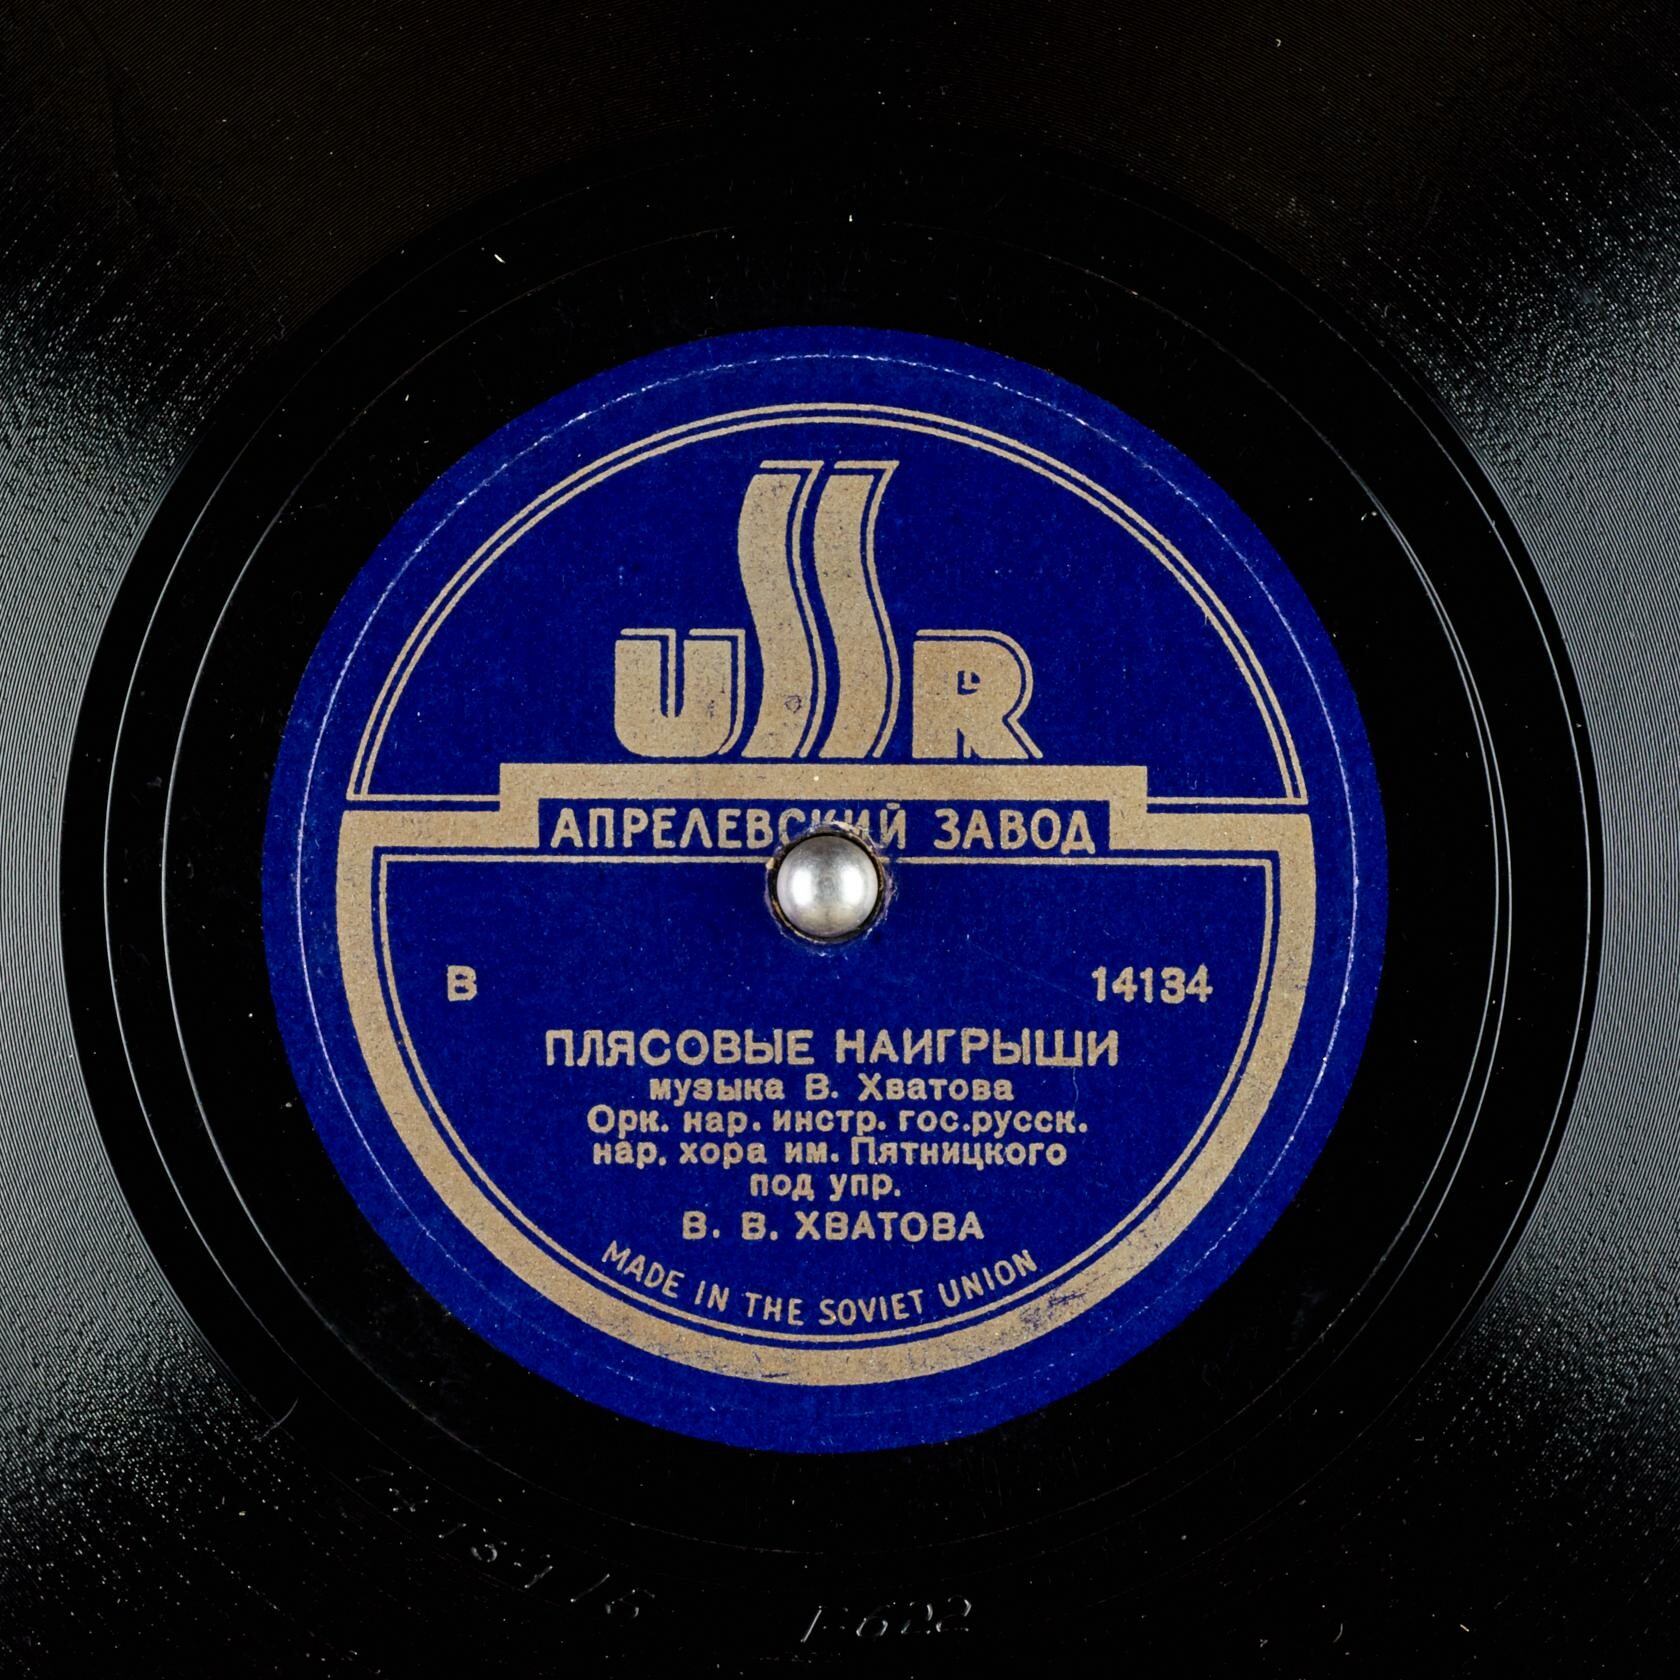 USSR
АПРЕЛЕВСКИЙ ЗАВОД
В 14134
ПЛЯСОВЫЕ НАИГРЫШИ
музыка В. Хватова
Орк. нар. инстр. гос. русск.
нар. хора им. Пятницкого
под упр.
В. В. ХВАТОВА
MADE IN THE SOVIET UNION